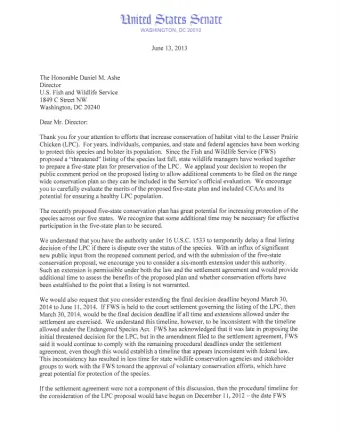 United States Senate
WASHINGTON, DC 20510
June 13, 2013
The Honorable Daniel M. Ashe
Director
U.S. Fish and Wildlife Service
1849 C Street NW
Washington, DC 20240
Dear Mr. Director:
Thank you for your attention to efforts that increase conservation of habitat vital to the Lesser Prairie
Chicken (LPC). For years, individuals, companies, and state and federal agencies have been working
to protect this species and bolster its population. Since the Fish and Wildlife Service (FWS)
proposed a "threatened" listing of the species last fall, state wildlife managers have worked together
to prepare a five-state plan for preservation of the LPC. We applaud your decision to reopen the
public comment period on the proposed listing to allow additional comments to be filed on the range
wide conservation plan so they can be included in the Service's official evaluation. We encourage
you to carefully evaluate the merits of the proposed five-state plan and included CCAAs and its
potential for ensuring a healthy LPC population.
The recently proposed five-state conservation plan has great potential for increasing protection of the
species across our five states. We recognize that some additional time may be necessary for effective
participation in the five-state plan to be secured.
We understand that you have the authority under 16 U.S.C. 1533 to temporarily delay a final listing
decision of the LPC if there is dispute over the status of the species. With an influx of significant
new public input from the reopened comment period, and with the submission of the five-state
conservation proposal, we encourage you to consider a six-month extension under this authority.
Such an extension is permissible under both the law and the settlement agreement and would provide
additional time to assess the benefits of the proposed plan and whether conservation efforts have
been established to the point that a listing is not warranted.
We would also request that you consider extending the final decision deadline beyond March 30,
2014 to June 11, 2014. If FWS is held to the court settlement governing the listing of the LPC, then
March 30, 2014, would be the final decision deadline if all time and extensions allowed under the
settlement are exercised. We understand this timeline, however, to be inconsistent with the timeline
allowed under the Endangered Species Act. FWS has acknowledged that it was late in proposing the
initial threatened decision for the LPC, but in the amendment filed to the settlement agreement, FWS
said it would continue to comply with the remaining procedural deadlines under the settlement
agreement, even though this would establish a timeline that appears inconsistent with federal law.
This inconsistency has resulted in less time for state wildlife conservation agencies and stakeholder
groups to work with the FWS toward the approval of voluntary conservation efforts, which have
great potential for protection of the species.
If the settlement agreement were not a component of this discussion, then the procedural timeline for
the consideration of the LPC proposal would have begun on December 11, 2012 – the date FWS